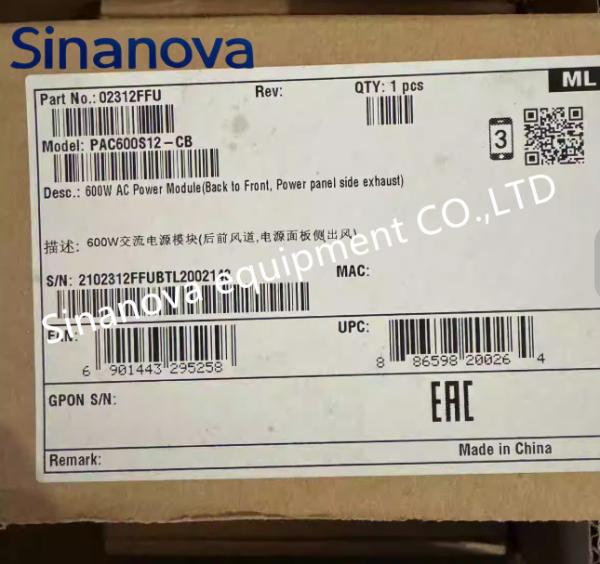 Sinanova
ML
Part No.: 02312FFU Rev: QTY: 1 pcs
Model: PAC600S12-CB
3
Desc.: 600W AC Power Module(Back to Front, Power panel side exhaust)
描述: 600W交流电源模块(后前风道,电源面板侧出风)
S/N: MAC:
Sinanova equipment CO.,LTD
EAN: UPC:
6 901443 295258
8 86598 20026 4
GPON S/N:
EAC
Made in China
Remark: